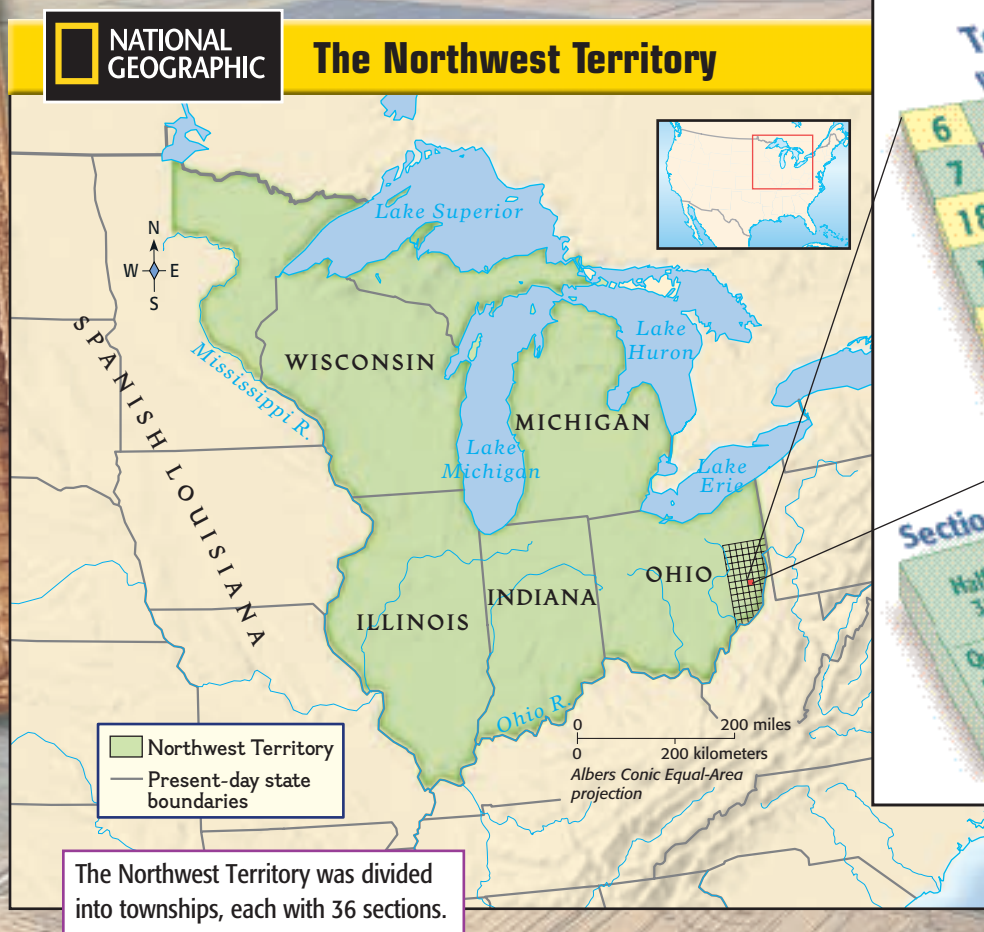 NATIONAL
GEOGRAPHIC
The Northwest Territory
Lake Superior
N
W E
S
Lake
Huron
WISCONSIN
Mississippi R.
MICHIGAN
SPANISH LOUISIANA
Lake
Michigan
Lake
Erie
OHIO
INDIANA
ILLINOIS
Ohio R.
0 200 miles
0 200 kilometers
Albers Conic Equal-Area
projection
Northwest Territory
Present-day state
boundaries
The Northwest Territory was divided
into townships, each with 36 sections.
6
7
18
Sectio